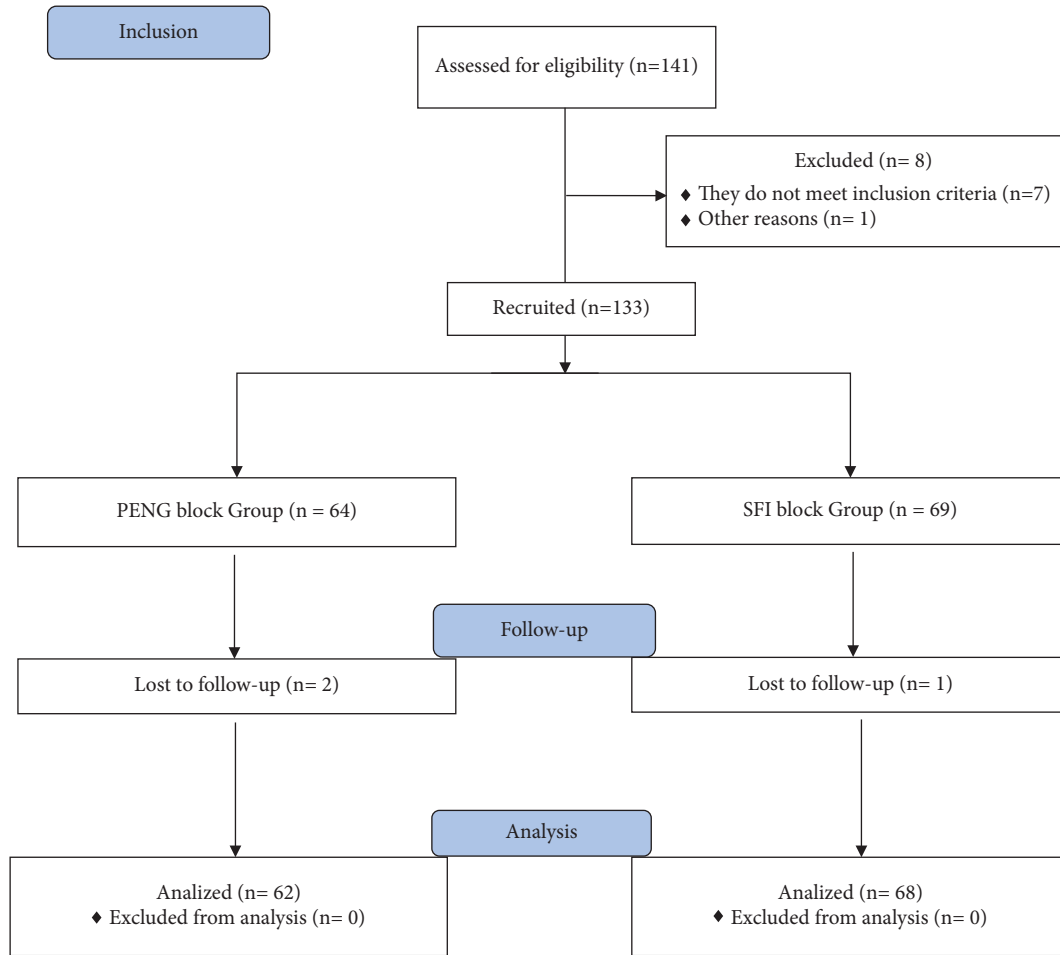 Inclusion
Assessed for eligibility (n=141)
Excluded (n= 8)
♦ They do not meet inclusion criteria (n=7)
♦ Other reasons (n= 1)
Recruited (n=133)
PENG block Group (n = 64)
SFI block Group (n = 69)
Follow-up
Lost to follow-up (n= 2)
Lost to follow-up (n= 1)
Analysis
Analized (n= 62)
♦ Excluded from analysis (n= 0)
Analized (n= 68)
♦ Excluded from analysis (n= 0)